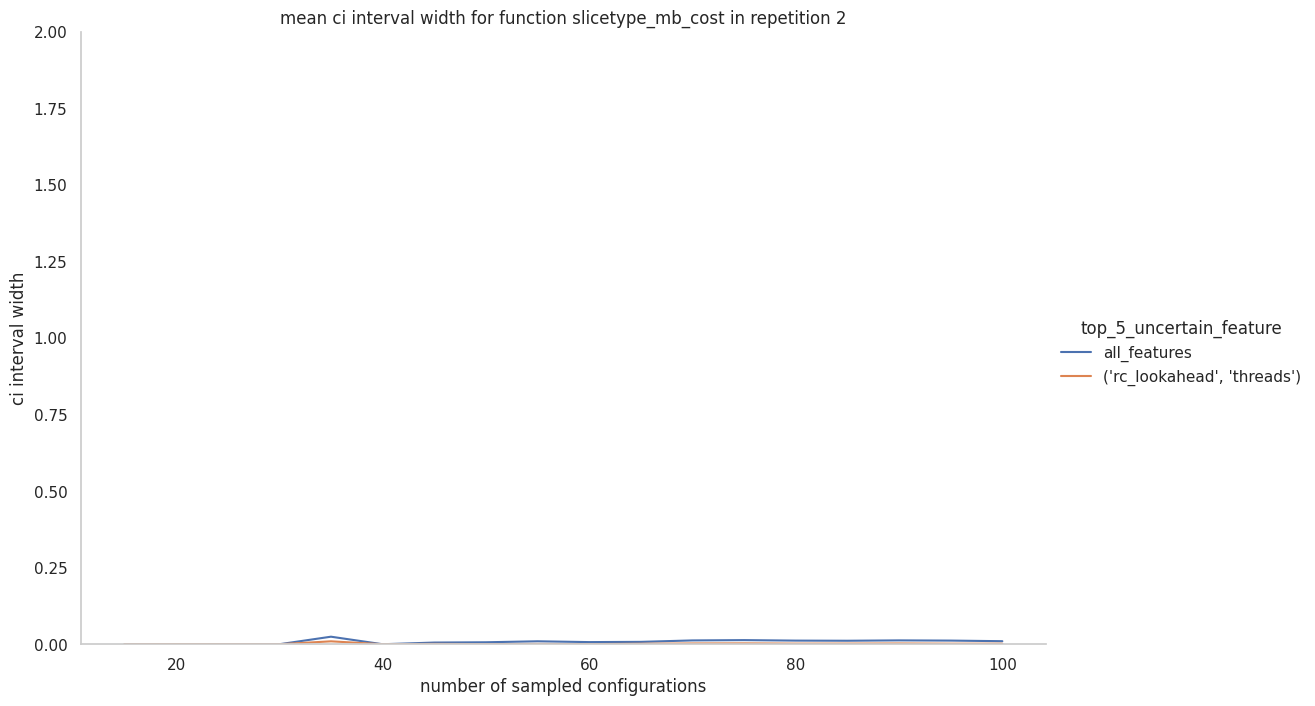 mean ci interval width for function slicetype_mb_cost in repetition 2
2.00
1.75
1.50
1.25
1.00
0.75
0.50
0.25
0.00
ci interval width
20
40
60
80
100
number of sampled configurations
top_5_uncertain_feature
all_features
('rc_lookahead', 'threads')